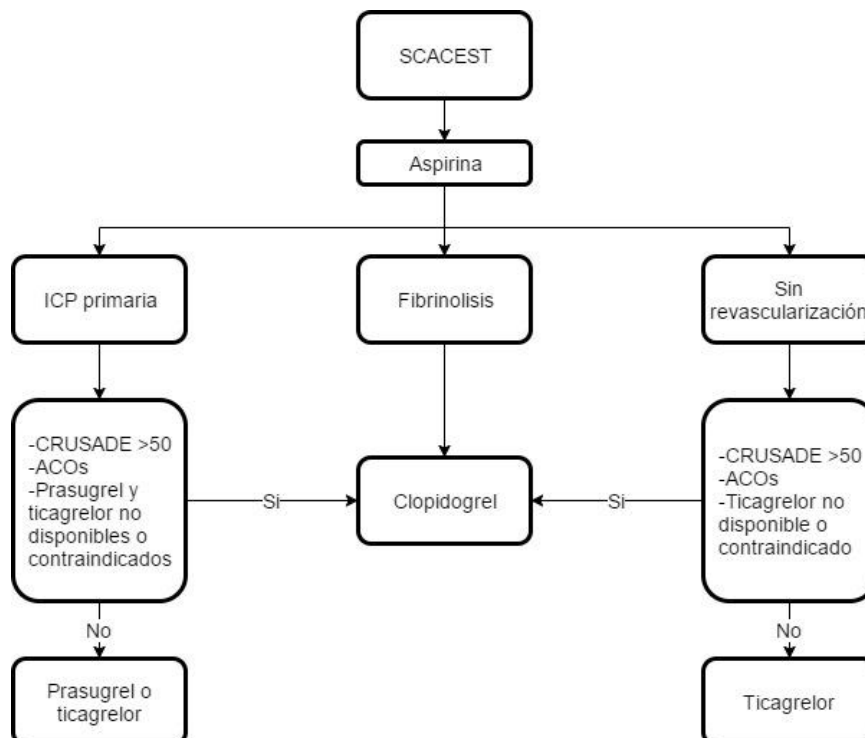 SCACEST
Aspirina
ICP primaria
Fibrinolisis
Sin
revascularización
-CRUSADE >50
-ACOs
-Prasugrel y
ticagrelor no
disponibles o
contraindicados
Si
Clopidogrel
Si
-CRUSADE >50
-ACOs
-Ticagrelor no
disponible o
contraindicado
No
No
Prasugrel o
ticagrelor
Ticagrelor